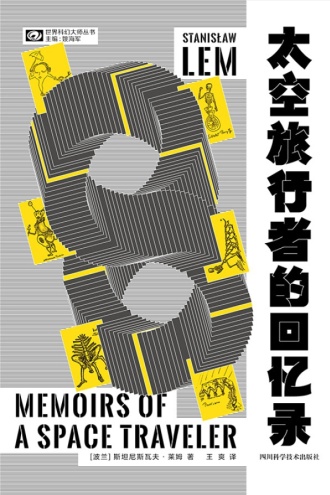 世界科幻大师丛书
主编：姚海军
STANISŁAW
LEM
太空旅行者的回忆录
MEMOIRS OF
A SPACE TRAVELER
[波兰] 斯坦尼斯瓦夫·莱姆 著 王爽 译
四川科学技术出版社